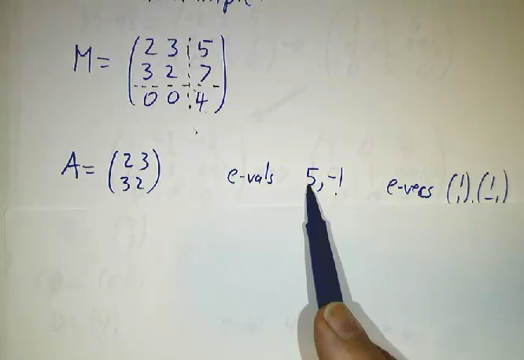 M = ( 2 3 5
3 2 7
0 0 4 )
A = ( 2 3
3 2 ) e-vals 5, -1 e-vecs ( 1
1 ), ( 1
-1 )